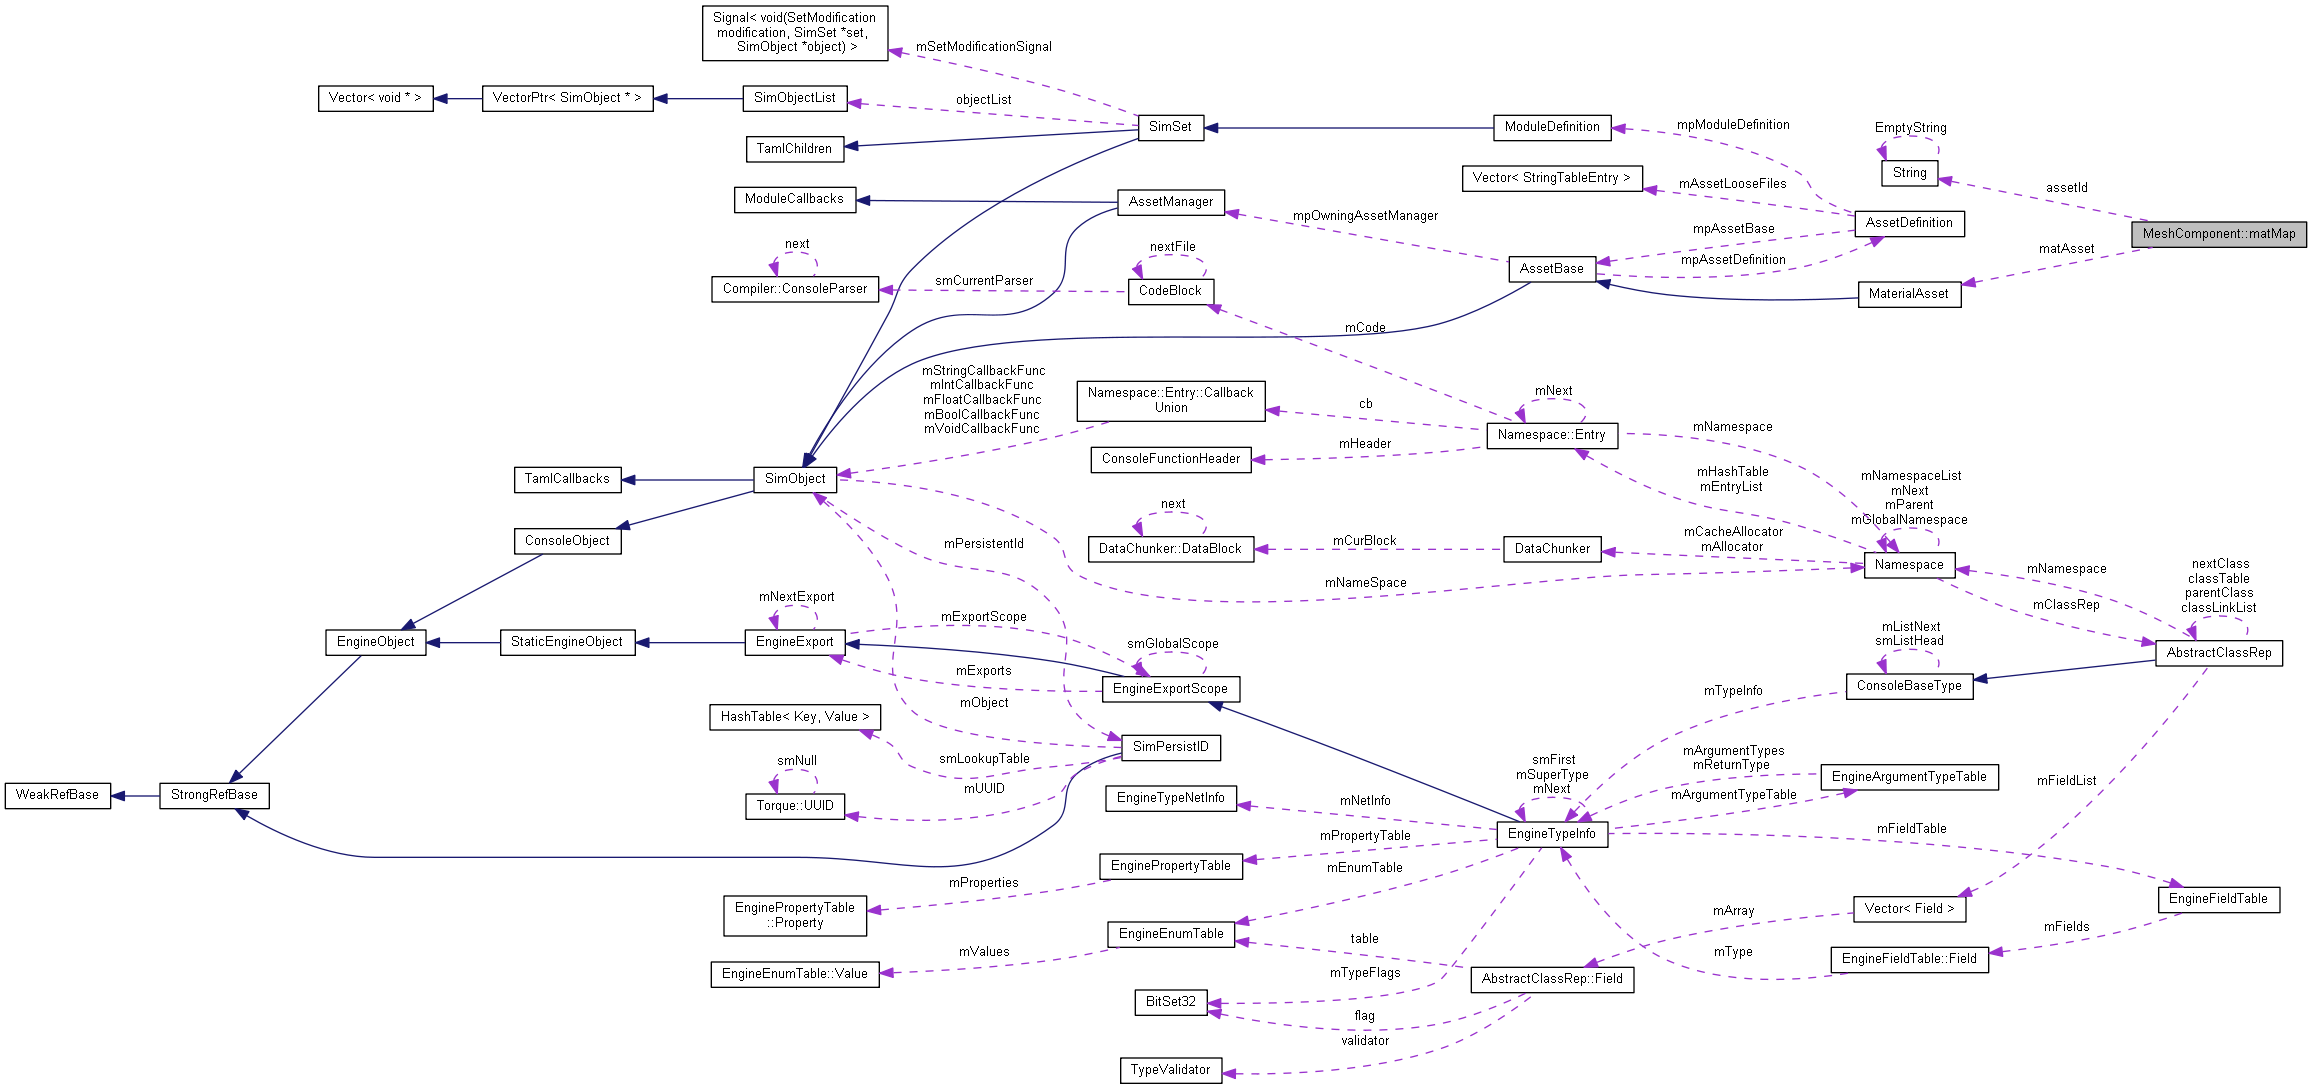 Signal< void(SetModification
modification, SimSet *set,
SimObject *object) >
mSetModificationSignal
Vector< void * >
VectorPtr< SimObject * >
SimObjectList
objectList
SimSet
ModuleDefinition
mpModuleDefinition
EmptyString
String
TamlChildren
Vector< StringTableEntry >
mAssetLooseFiles
assetId
ModuleCallbacks
AssetManager
mpOwningAssetManager
mpAssetBase
AssetDefinition
MeshComponent::matMap
next
nextFile
AssetBase
mpAssetDefinition
matAsset
Compiler::ConsoleParser
smCurrentParser
CodeBlock
MaterialAsset
mCode
mStringCallbackFunc
mIntCallbackFunc
mFloatCallbackFunc
mBoolCallbackFunc
mVoidCallbackFunc
Namespace::Entry::Callback
Union
cb
mNext
Namespace::Entry
mNamespace
ConsoleFunctionHeader
mHeader
mHashTable
mEntryList
mNamespaceList
mNext
mParent
mGlobalNamespace
TamlCallbacks
SimObject
next
ConsoleObject
mPersistentId
DataChunker::DataBlock
mCurBlock
DataChunker
mCacheAllocator
mAllocator
Namespace
mNameSpace
mNamespace
nextClass
classTable
parentClass
classLinkList
mClassRep
mNextExport
mExportScope
EngineObject
StaticEngineObject
EngineExport
smGlobalScope
mListNext
smListHead
AbstractClassRep
mExports
EngineExportScope
mTypeInfo
ConsoleBaseType
mObject
HashTable< Key, Value >
SimPersistID
smLookupTable
smNull
mUUID
smFirst
mSuperType
mNext
mArgumentTypes
mReturnType
EngineArgumentTypeTable
mFieldList
WeakRefBase
StrongRefBase
Torque::UUID
EngineTypeNetInfo
mNetInfo
mArgumentTypeTable
mPropertyTable
EngineTypeInfo
mFieldTable
EnginePropertyTable
mEnumTable
mProperties
EnginePropertyTable
::Property
EngineFieldTable
mArray
Vector< Field >
EngineEnumTable
table
mFields
mValues
mType
EngineFieldTable::Field
EngineEnumTable::Value
mTypeFlags
AbstractClassRep::Field
BitSet32
flag
validator
TypeValidator